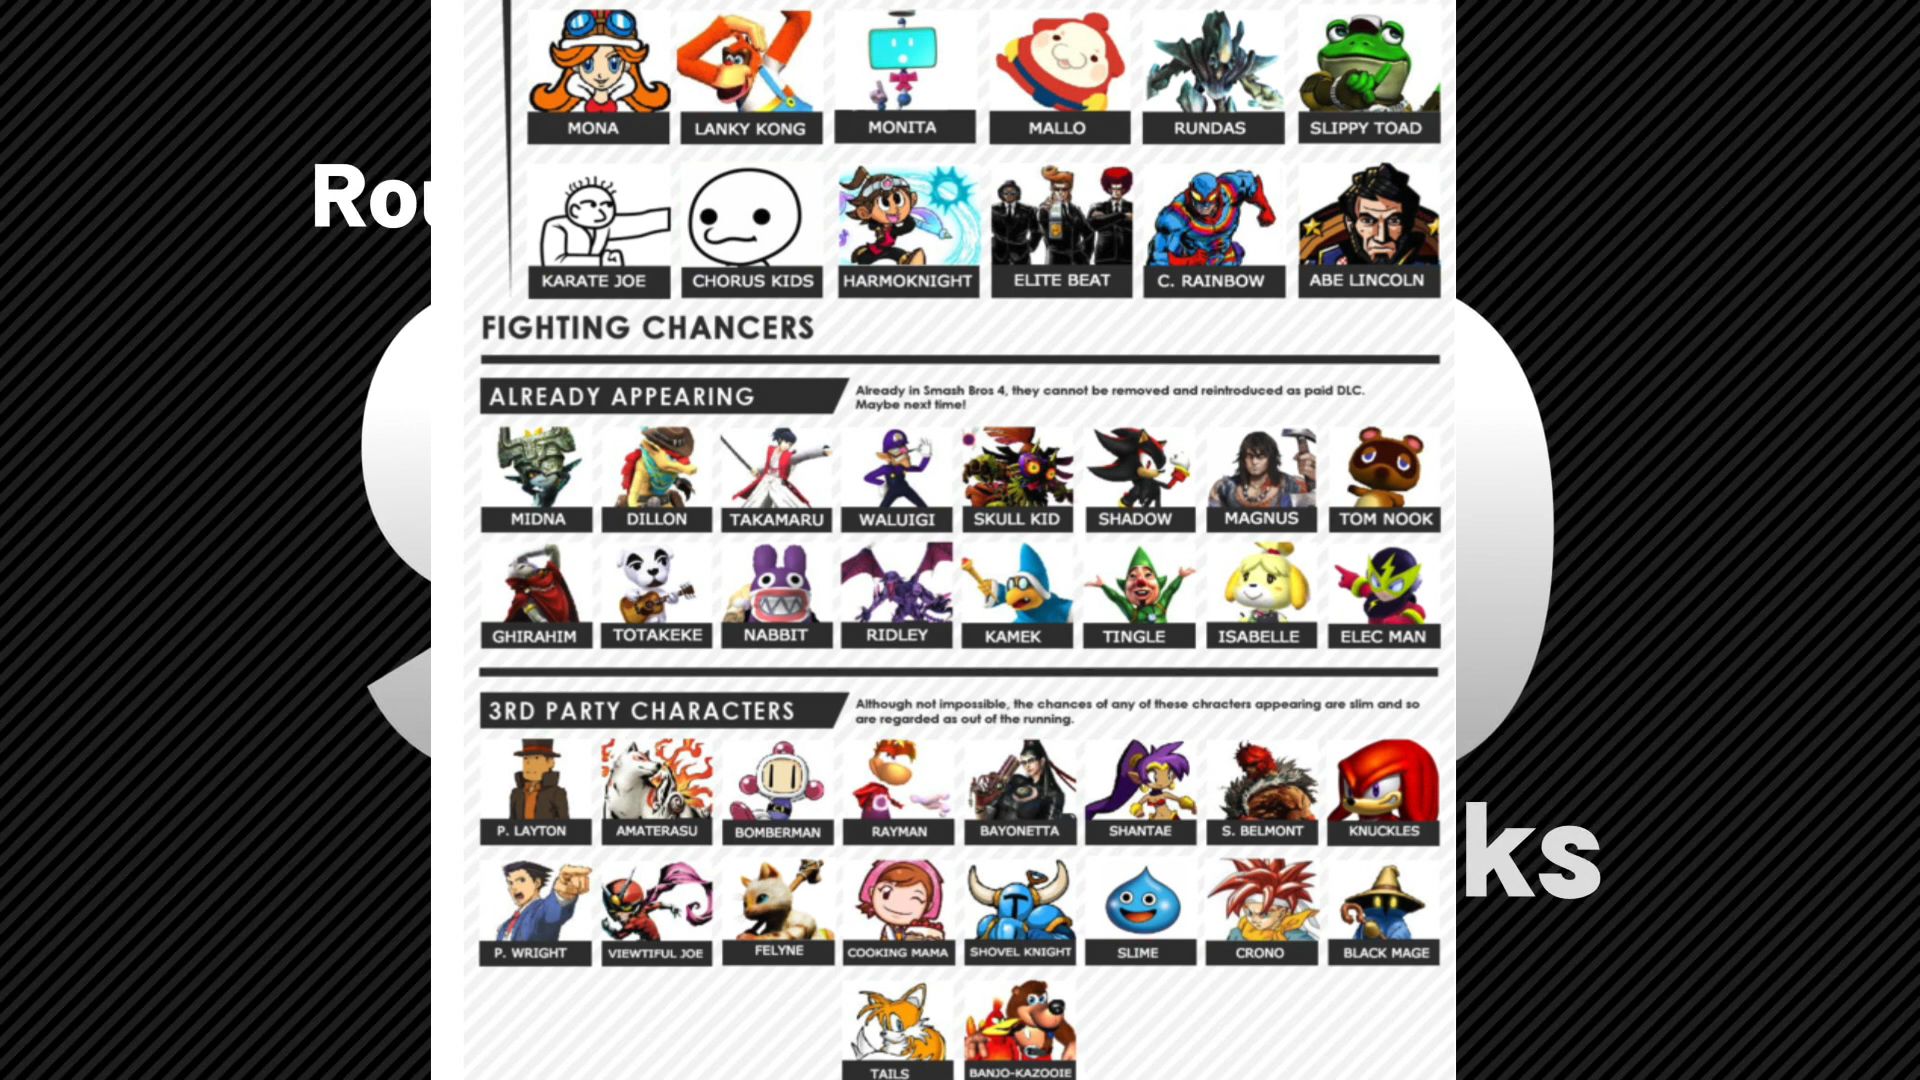 MONA
LANKY KONG
MONITA
MALLO
RUNDAS
SLIPPY TOAD
Rou
KARATE JOE
CHORUS KIDS
HARMOKNIGHT
ELITE BEAT
C. RAINBOW
ABE LINCOLN
FIGHTING CHANCERS
ALREADY APPEARING
Already in Smash Bros 4, they cannot be removed and reintroduced as paid DLC.
Maybe next time!
MIDNA
DILLON
TAKAMARU
WALUIGI
SKULL KID
SHADOW
MAGNUS
TOM NOOK
GHIRAHIM
TOTAKEKE
NABBIT
RIDLEY
KAMEK
TINGLE
ISABELLE
ELEC MAN
3RD PARTY CHARACTERS
Although not impossible, the chances of any of these chracters appearing are slim and so
are regarded as out of the running.
P. LAYTON
AMATERASU
BOMBERMAN
RAYMAN
BAYONETTA
SHANTAE
S. BELMONT
KNUCKLES
ks
P. WRIGHT
VIEWTIFUL JOE
FELYNE
COOKING MAMA
SHOVEL KNIGHT
SLIME
CRONO
BLACK MAGE
TAILS
BANJO-KAZOOIE